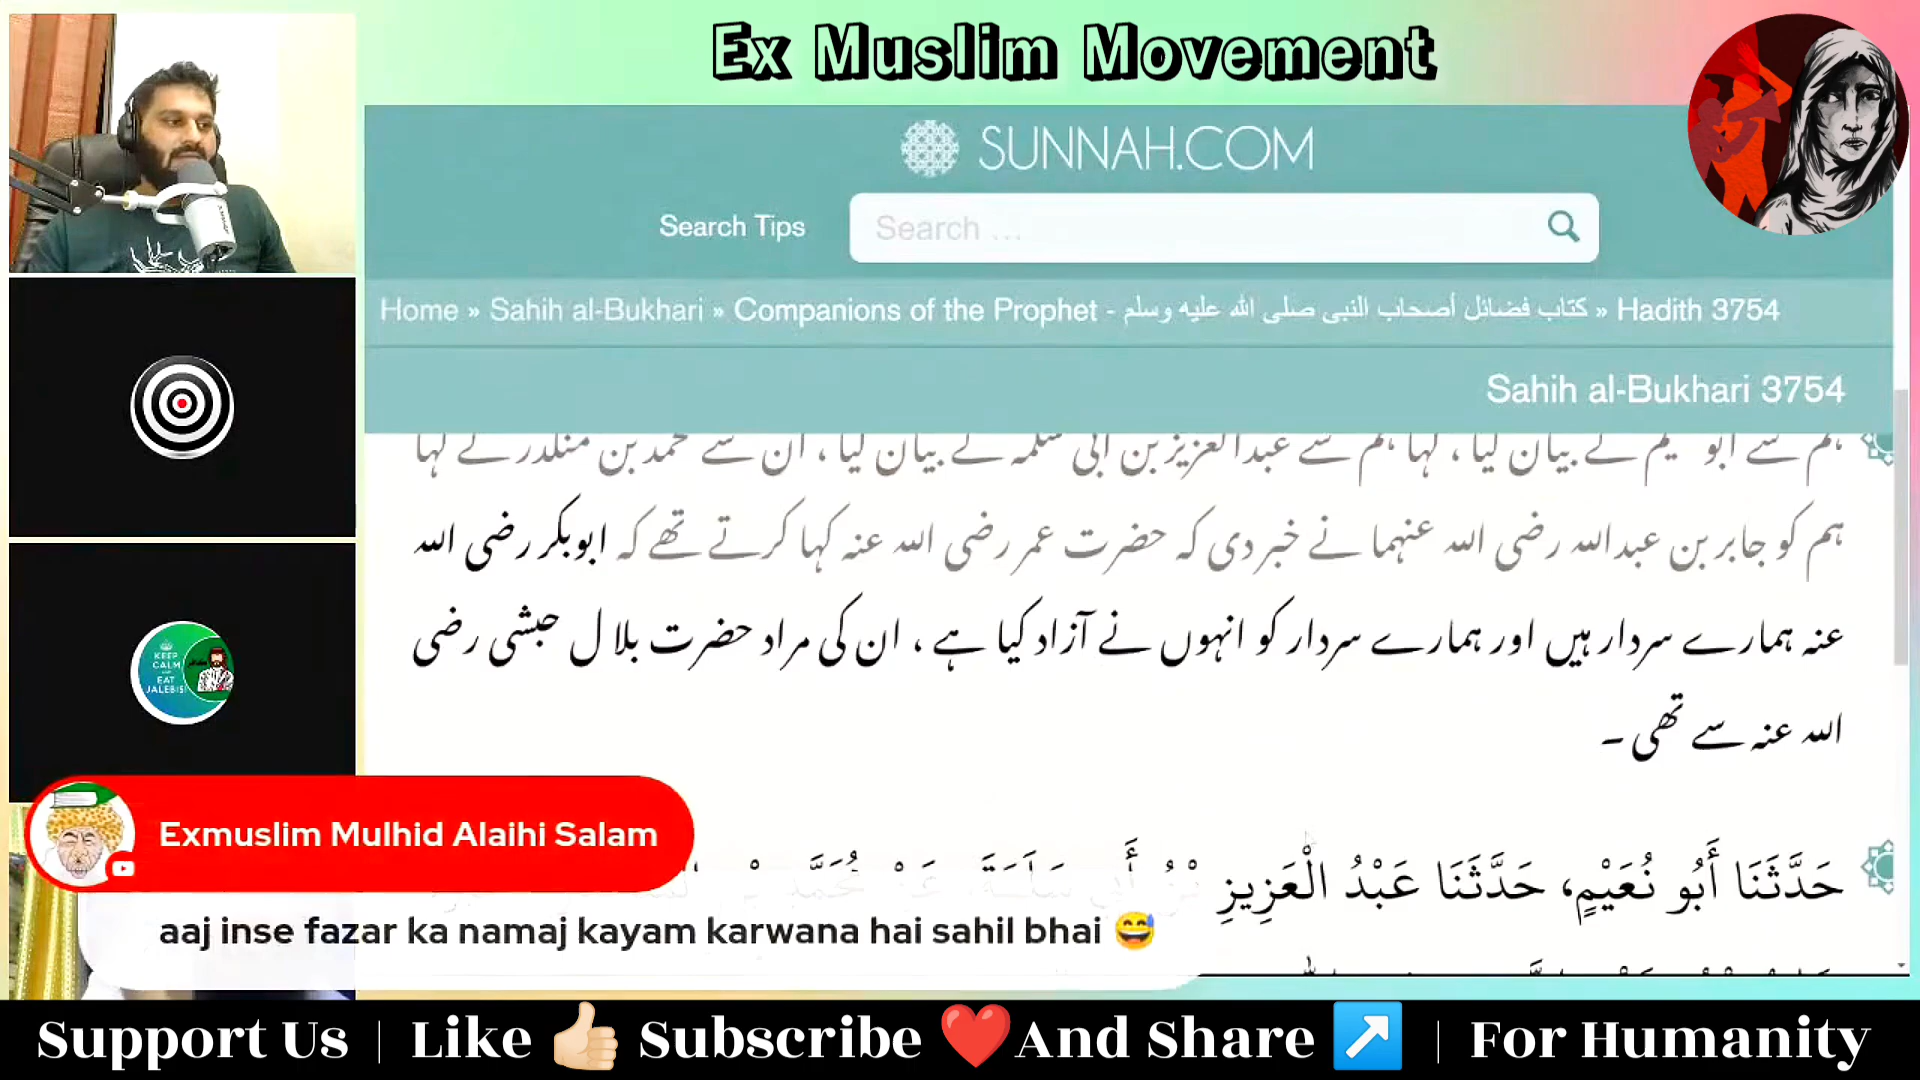 Ex Muslim Movement
SUNNAH.COM
Search Tips
Search ...
Home » Sahih al-Bukhari » Companions of the Prophet - كتاب فضائل أصحاب النبى صلى الله عليه وسلم » Hadith 3754
Sahih al-Bukhari 3754
ہم سے ابو نعیم نے بیان کیا ، کہا ہم سے عبدالعزیز بن ابی سلمہ نے بیان کیا ، ان سے محمد بن منکدر نے کہا
ہم کو جابر بن عبداللہ رضی اللہ عنہما نے خبر دی کہ حضرت عمر رضی اللہ عنہ کہا کرتے تھے کہ ابوبکر رضی اللہ
عنہ ہمارے سردار ہیں اور ہمارے سردار کو انہوں نے آزاد کیا ہے ، ان کی مراد حضرت بلا ل حبشی رضی
اللہ عنہ سے تھی ۔
حَدَّثَنَا أَبُو نُعَيْمٍ، حَدَّثَنَا عَبْدُ الْعَزِيزِ
KEEP
CALM
EAT
JALEBIS
Exmuslim Mulhid Alaihi Salam
aaj inse fazar ka namaj kayam karwana hai sahil bhai 😅
Support Us | Like 👍🏻 Subscribe ❤️And Share ↗️ | For Humanity